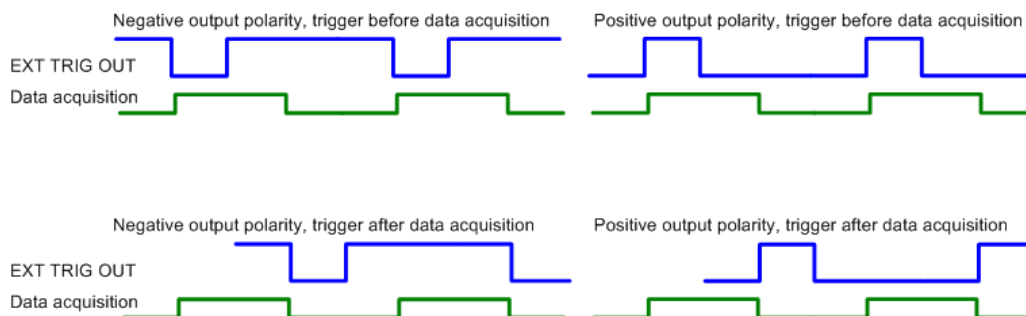 Negative output polarity, trigger before data acquisition
Positive output polarity, trigger before data acquisition
EXT TRIG OUT
Data acquisition
Negative output polarity, trigger after data acquisition
Positive output polarity, trigger after data acquisition
EXT TRIG OUT
Data acquisition